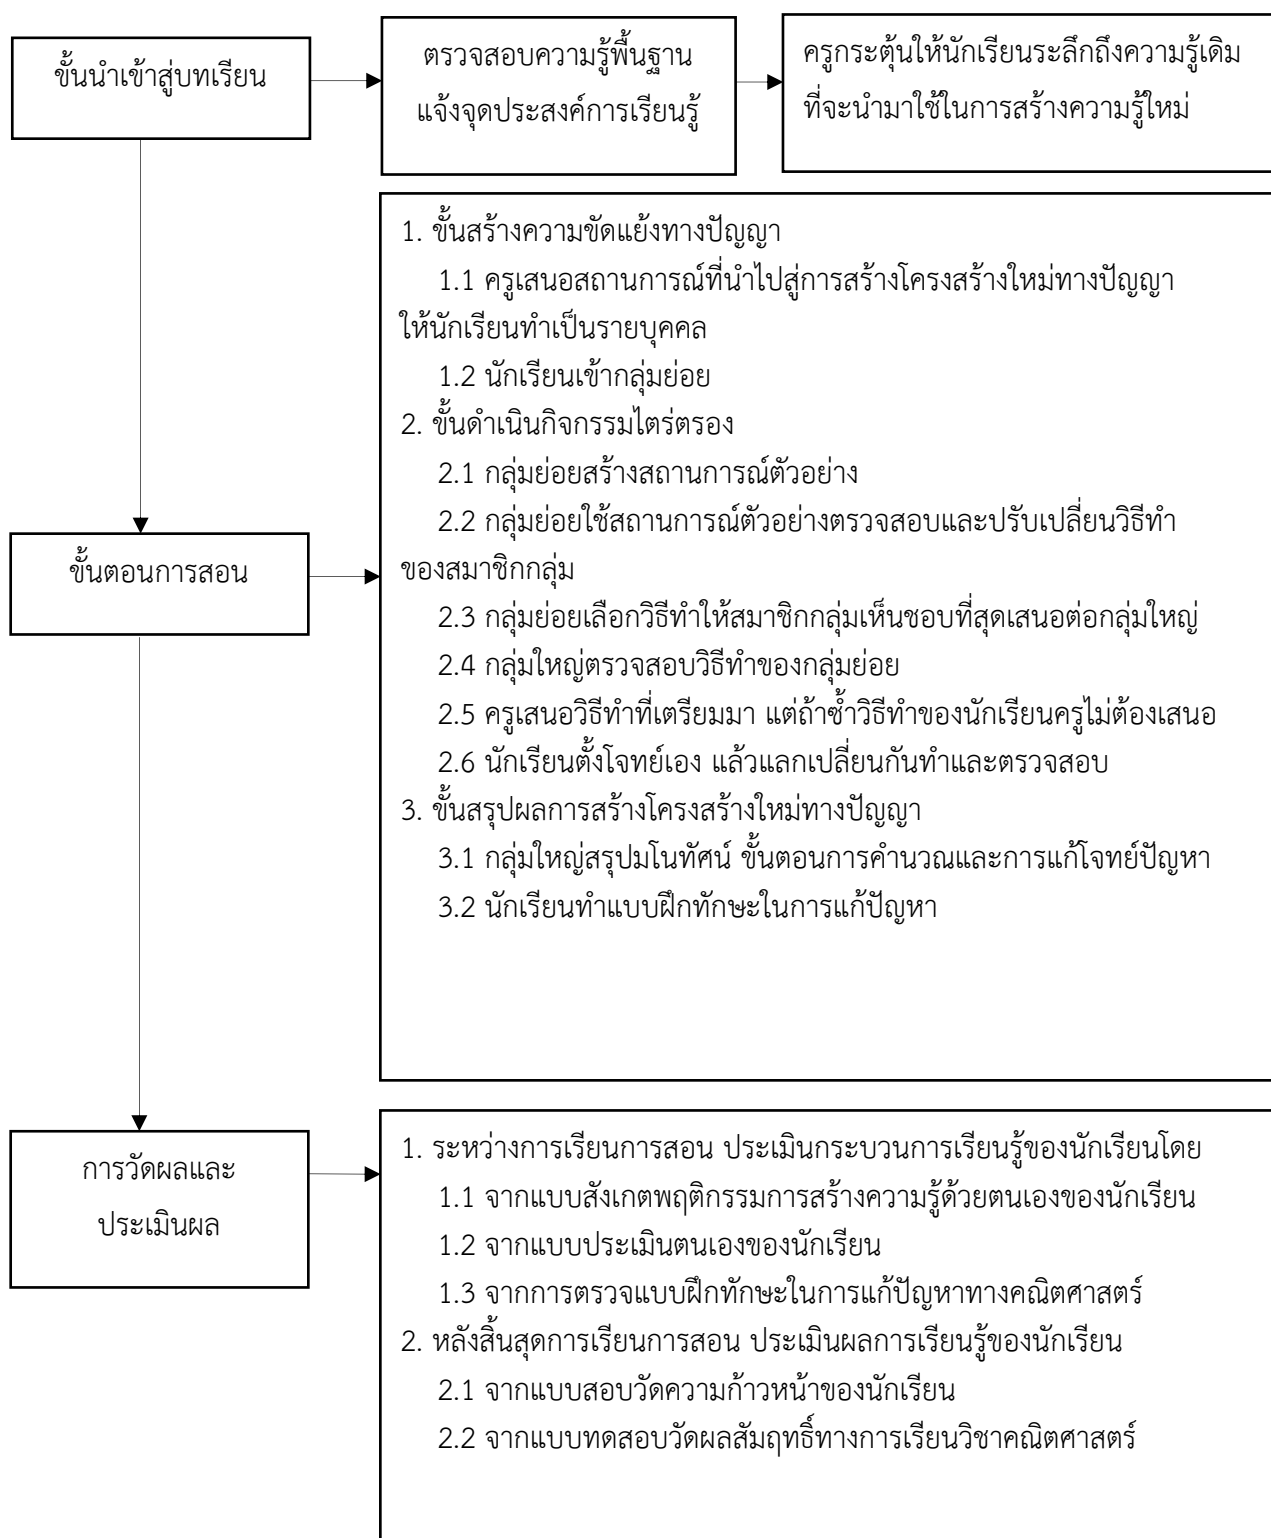 ขั้นนำเข้าสู่บทเรียน
ตรวจสอบความรู้พื้นฐาน
แจ้งจุดประสงค์การเรียนรู้
ครูกระตุ้นให้นักเรียนระลึกถึงความรู้เดิม
ที่จะนำมาใช้ในการสร้างความรู้ใหม่
ขั้นตอนการสอน
1. ขั้นสร้างความขัดแย้งทางปัญญา
1.1 ครูเสนอสถานการณ์ที่นำไปสู่การสร้างโครงสร้างใหม่ทางปัญญา
ให้นักเรียนทำเป็นรายบุคคล
1.2 นักเรียนเข้ากลุ่มย่อย
2. ขั้นดำเนินกิจกรรมไตร่ตรอง
2.1 กลุ่มย่อยสร้างสถานการณ์ตัวอย่าง
2.2 กลุ่มย่อยใช้สถานการณ์ตัวอย่างตรวจสอบและปรับเปลี่ยนวิธีทำ
ของสมาชิกกลุ่ม
2.3 กลุ่มย่อยเลือกวิธีทำให้สมาชิกกลุ่มเห็นชอบที่สุดเสนอต่อกลุ่มใหญ่
2.4 กลุ่มใหญ่ตรวจสอบวิธีทำของกลุ่มย่อย
2.5 ครูเสนอวิธีทำที่เตรียมมา แต่ถ้าซ้ำวิธีทำของนักเรียนครูไม่ต้องเสนอ
2.6 นักเรียนตั้งโจทย์เอง แล้วแลกเปลี่ยนกันทำและตรวจสอบ
3. ขั้นสรุปผลการสร้างโครงสร้างใหม่ทางปัญญา
3.1 กลุ่มใหญ่สรุปมโนทัศน์ ขั้นตอนการคำนวณและการแก้โจทย์ปัญหา
3.2 นักเรียนทำแบบฝึกทักษะในการแก้ปัญหา
การวัดผลและ
ประเมินผล
1. ระหว่างการเรียนการสอน ประเมินกระบวนการเรียนรู้ของนักเรียนโดย
1.1 จากแบบสังเกตพฤติกรรมการสร้างความรู้ด้วยตนเองของนักเรียน
1.2 จากแบบประเมินตนเองของนักเรียน
1.3 จากการตรวจแบบฝึกทักษะในการแก้ปัญหาทางคณิตศาสตร์
2. หลังสิ้นสุดการเรียนการสอน ประเมินผลการเรียนรู้ของนักเรียน
2.1 จากแบบสอบวัดความก้าวหน้าของนักเรียน
2.2 จากแบบทดสอบวัดผลสัมฤทธิ์ทางการเรียนวิชาคณิตศาสตร์